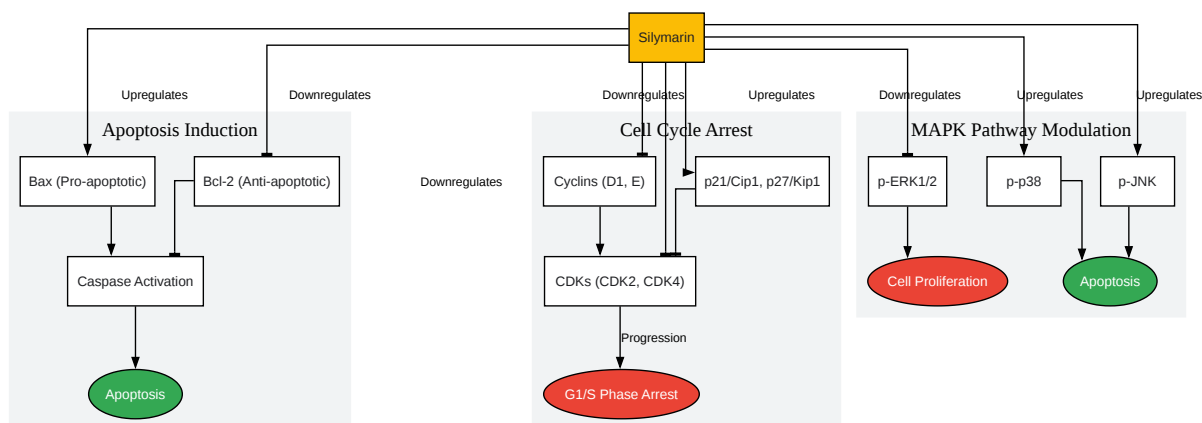 Silymarin
Upregulates
Downregulates
Downregulates
Upregulates
Downregulates
Upregulates
Upregulates
Apoptosis Induction
Cell Cycle Arrest
MAPK Pathway Modulation
Bax (Pro-apoptotic)
Bcl-2 (Anti-apoptotic)
Downregulates
Cyclins (D1, E)
p21/Cip1, p27/Kip1
p-ERK1/2
p-p38
p-JNK
Caspase Activation
CDKs (CDK2, CDK4)
Cell Proliferation
Apoptosis
Progression
Apoptosis
G1/S Phase Arrest